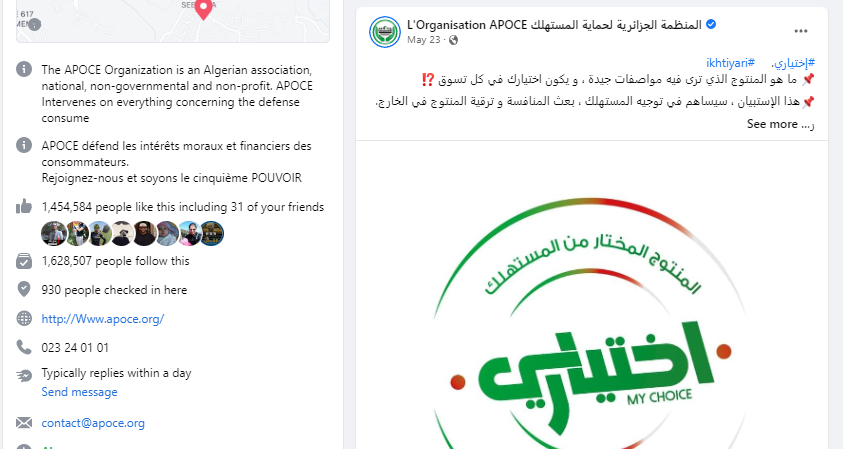 The APOCE Organization is an Algerian association,
national, non-governmental and non-profit. APOCE
Intervenes on everything concerning the defense
consume
APOCE défend les intérêts moraux et financiers des
consommateurs.
Rejoignez-nous et soyons le cinquième POUVOIR
1,454,584 people like this including 31 of your friends
1,628,507 people follow this
930 people checked in here
http://Www.apoce.org/
023 24 01 01
Typically replies within a day
Send message
contact@apoce.org
L'Organisation APOCE المنظمة الجزائرية لحماية المستهلك
May 23
#إختياري. #ikhtiyari
📌 ما هو المنتوج الذي ترى فيه مواصفات جيدة ، و يكون اختيارك في كل تسوق ⁉️
📌هذا الإستبيان ، سيساهم في توجيه المستهلك ، بعث المنافسة و ترقية المنتوج في الخارج.
ر... See more
المنتوج المختار من المستهلك
اختياري
MY CHOICE